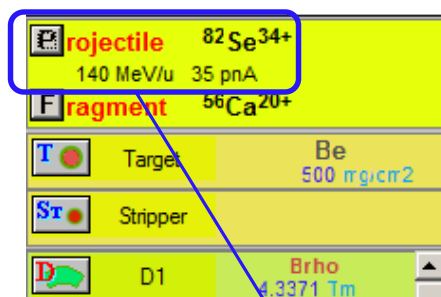 Projectile 82Se34+
140 MeV/u 35 pnA
Fragment 56Ca20+
T Target Be
500 mg/cm2
ST Stripper
D D1 Brho
4.3371 Tm